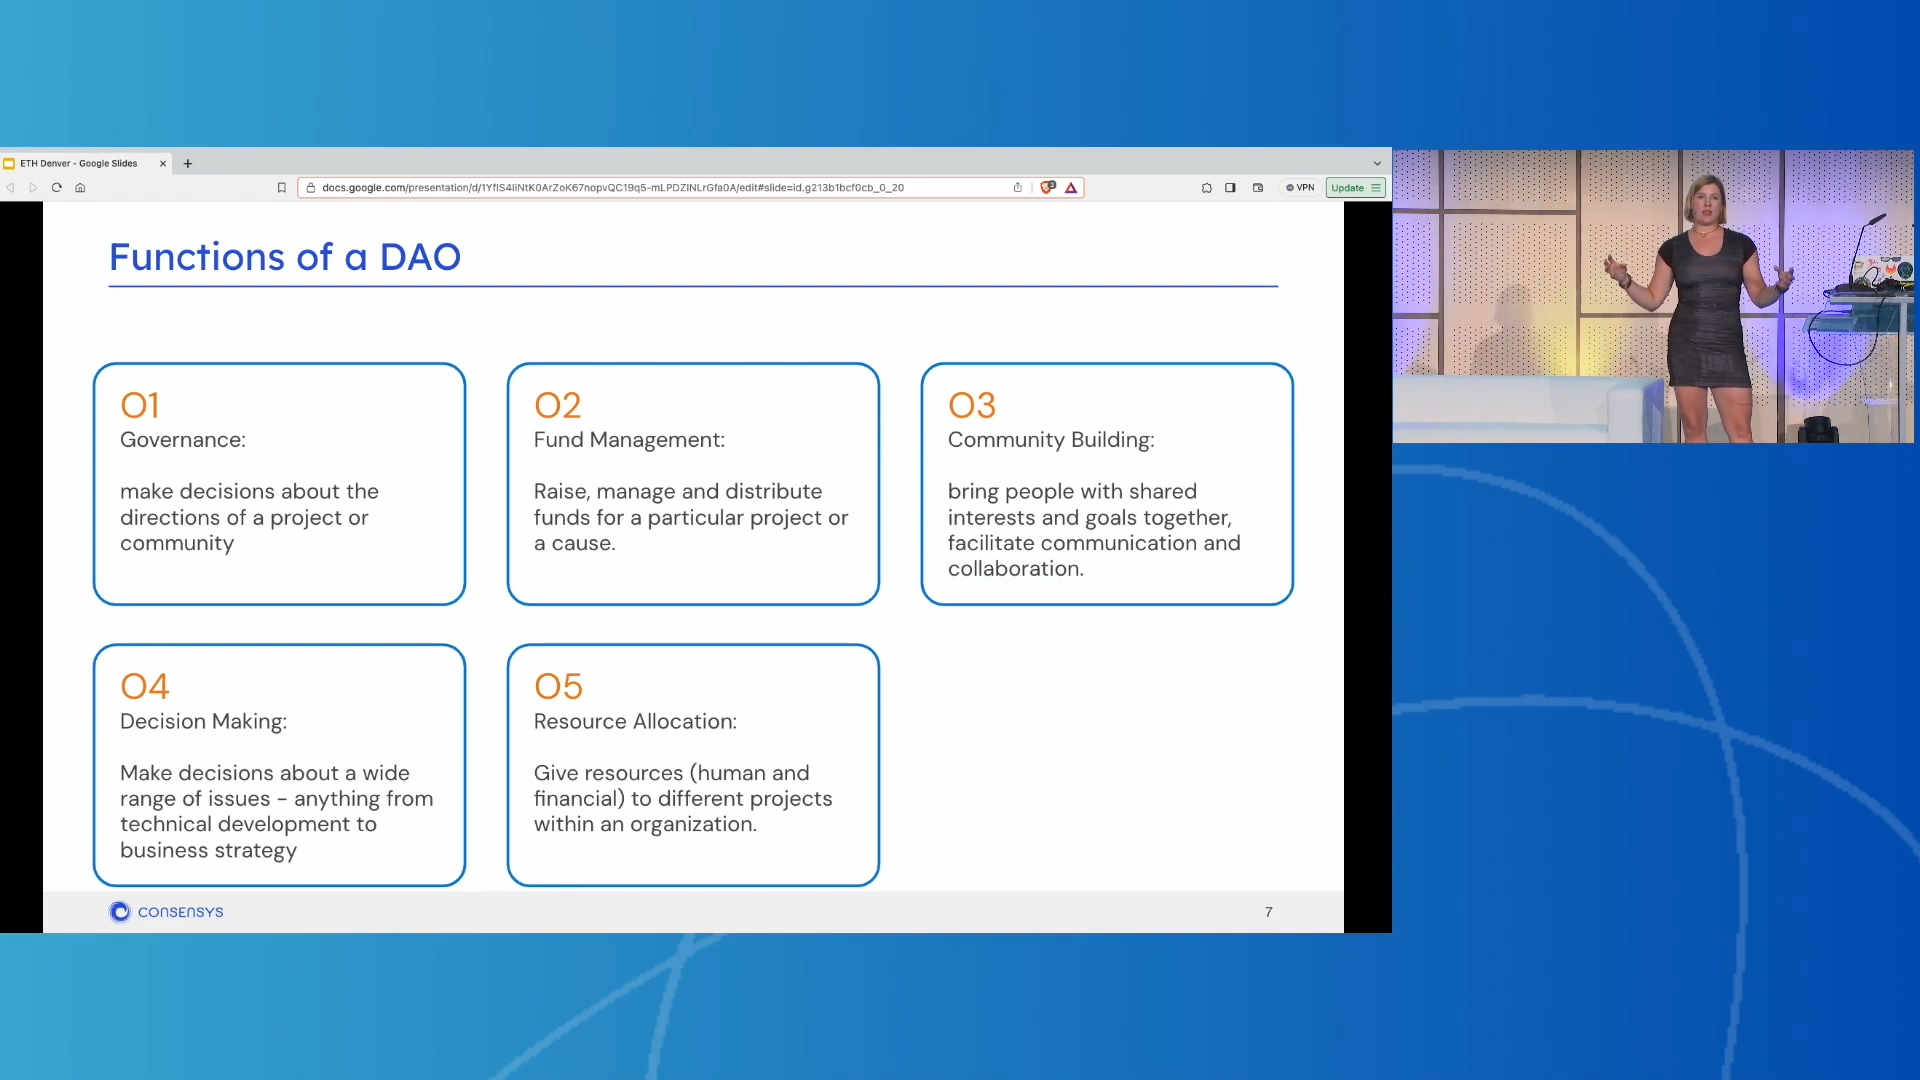 ETH Denver - Google Slides
docs.google.com/presentation/d/1YfIS4liNtK0ArZoK67nopvQC19q5-mLPDZlNLrGfa0A/edit#slide=id.g213b1bcf0cb_0_20
2
VPN
Update
Functions of a DAO
01
Governance:
make decisions about the
directions of a project or
community
02
Fund Management:
Raise, manage and distribute
funds for a particular project or
a cause.
03
Community Building:
bring people with shared
interests and goals together,
facilitate communication and
collaboration.
04
Decision Making:
Make decisions about a wide
range of issues - anything from
technical development to
business strategy
05
Resource Allocation:
Give resources (human and
financial) to different projects
within an organization.
CONSENSYS
7